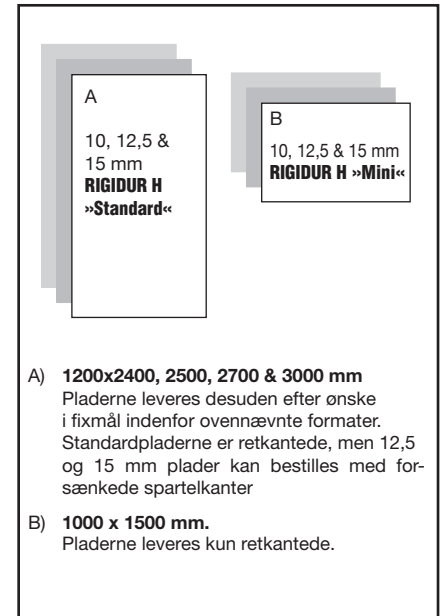 A
10, 12,5 &
15 mm
RIGIDUR H
»Standard«
B
10, 12,5 & 15 mm
RIGIDUR H »Mini«
A) 1200x2400, 2500, 2700 & 3000 mm
Pladerne leveres desuden efter ønske
i fixmål indenfor ovennævnte formater.
Standardpladerne er retkantede, men 12,5
og 15 mm plader kan bestilles med for-
sænkede spartelkanter
B) 1000 x 1500 mm.
Pladerne leveres kun retkantede.